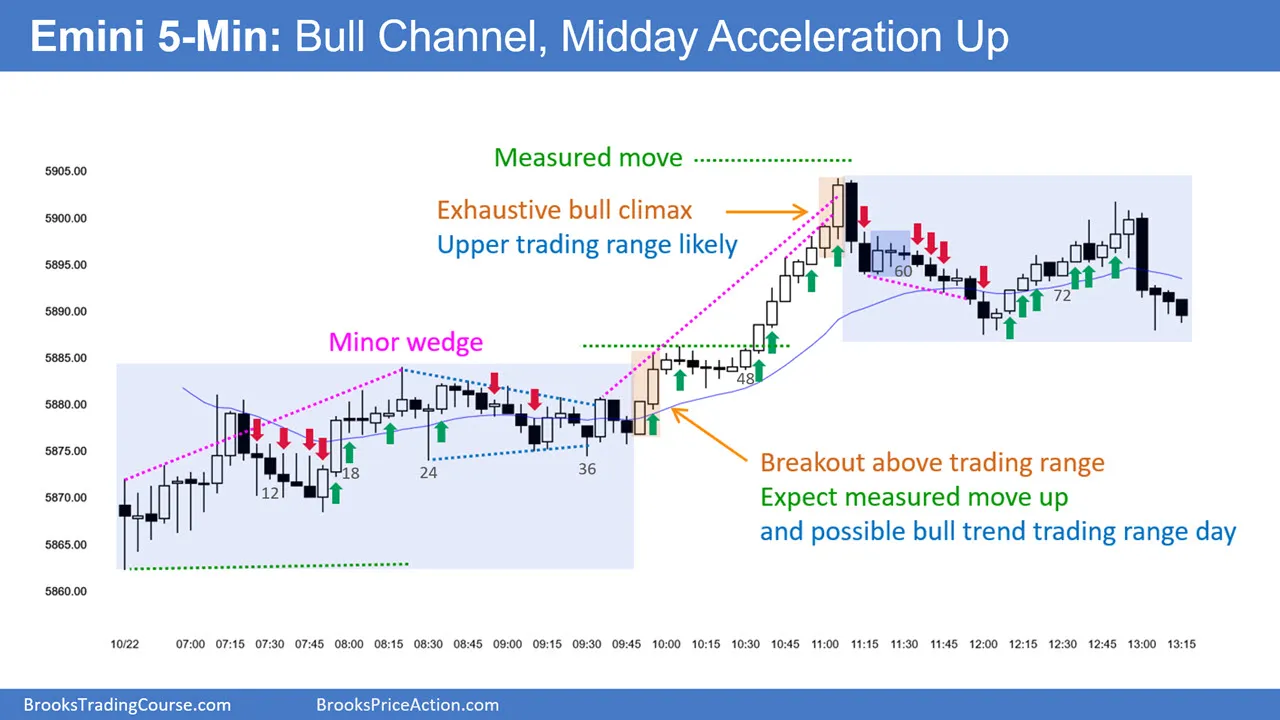 Emini 5-Min: Bull Channel, Midday Acceleration Up
Measured move
5905.00
Exhaustive bull climax
5900.00
Upper trading range likely
5895.00
60
72
5890.00
Minor wedge
5885.00
48
5880.00
5875.00
18
24
36
Breakout above trading range
5870.00
12
Expect measured move up
5865.00
and possible bull trend trading range day
5860.00
10/22 07:00 07:15 07:30 07:45 08:00 08:15 08:30 08:45 09:00 09:15 09:30 09:45 10:00 10:15 10:30 10:45 11:00 11:15 11:30 11:45 12:00 12:15 12:30 12:45 13:00 13:15
BrooksTradingCourse.com BrooksPriceAction.com